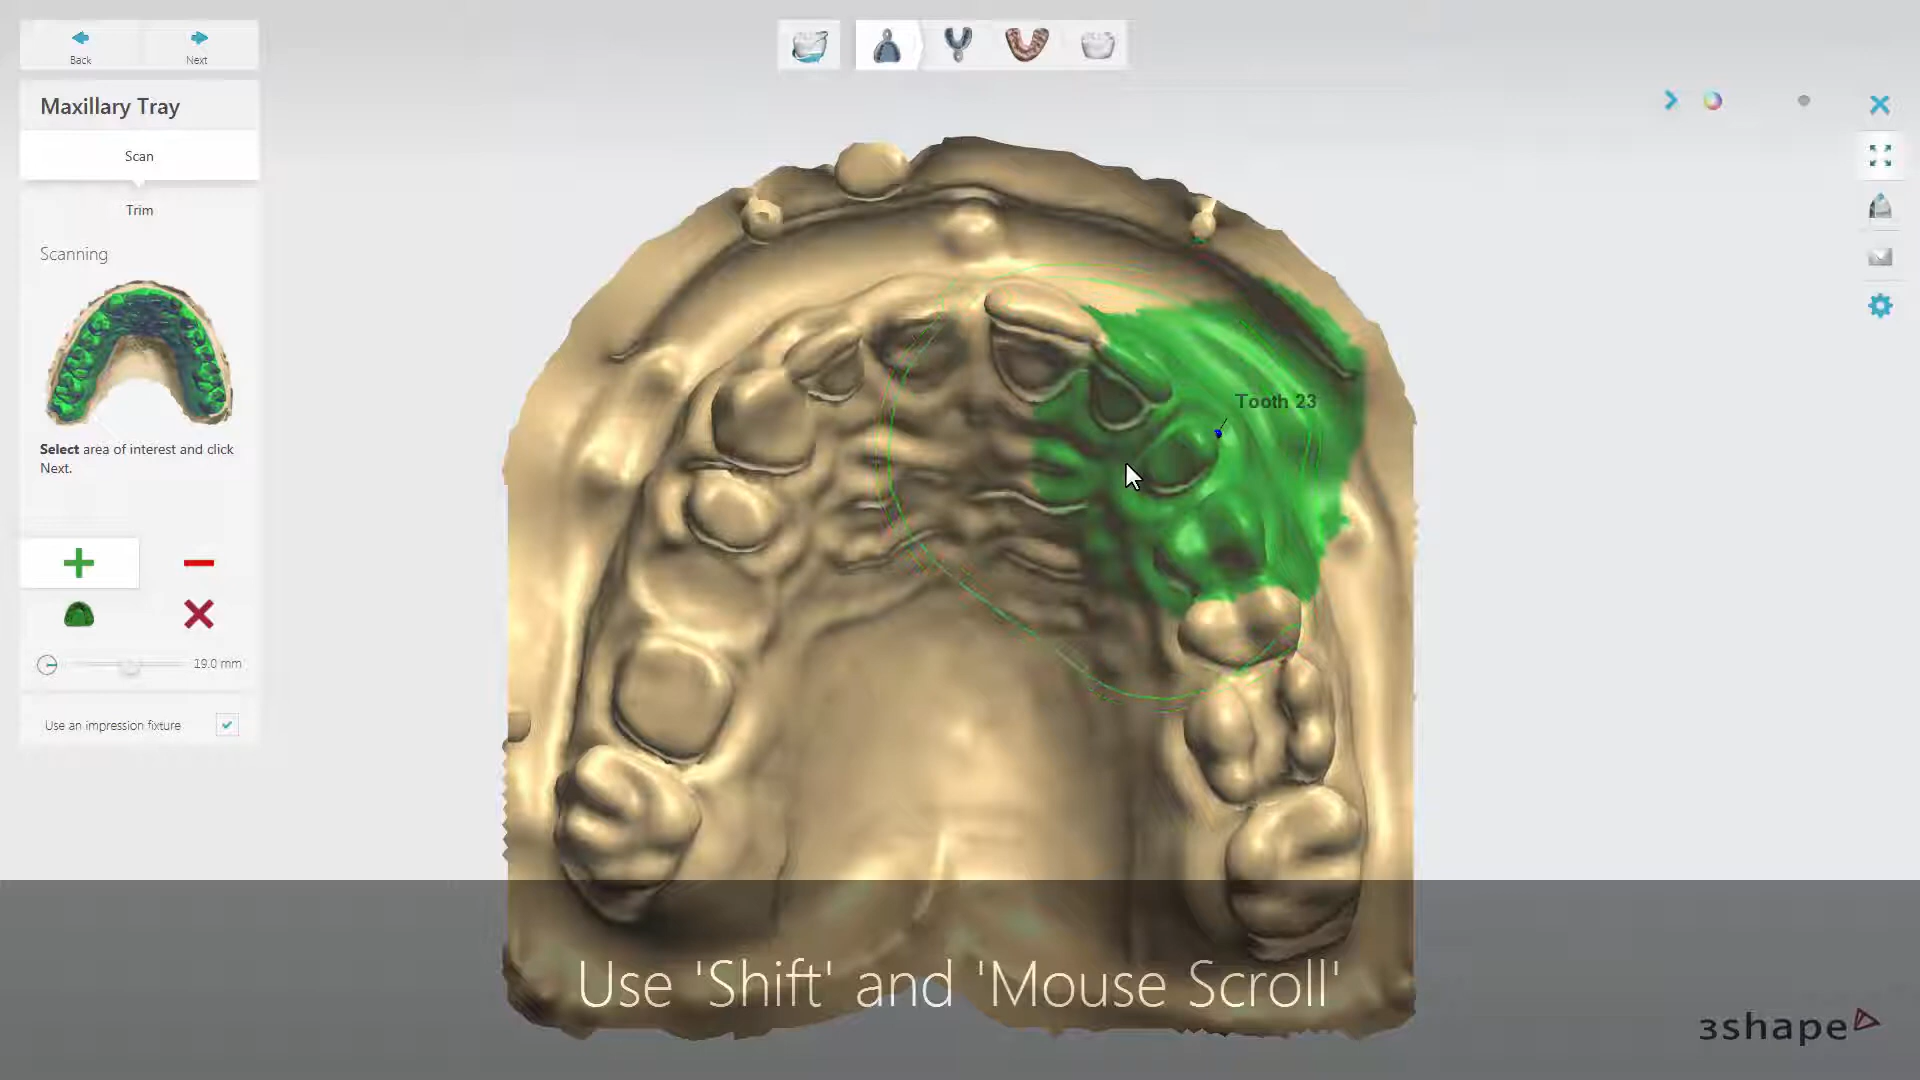 Back
Next
Maxillary Tray
Scan
Trim
Scanning
Select area of interest and click
Next.
19.0 mm
Use an impression fixture
Tooth 23
Use 'Shift' and 'Mouse Scroll'
3shape